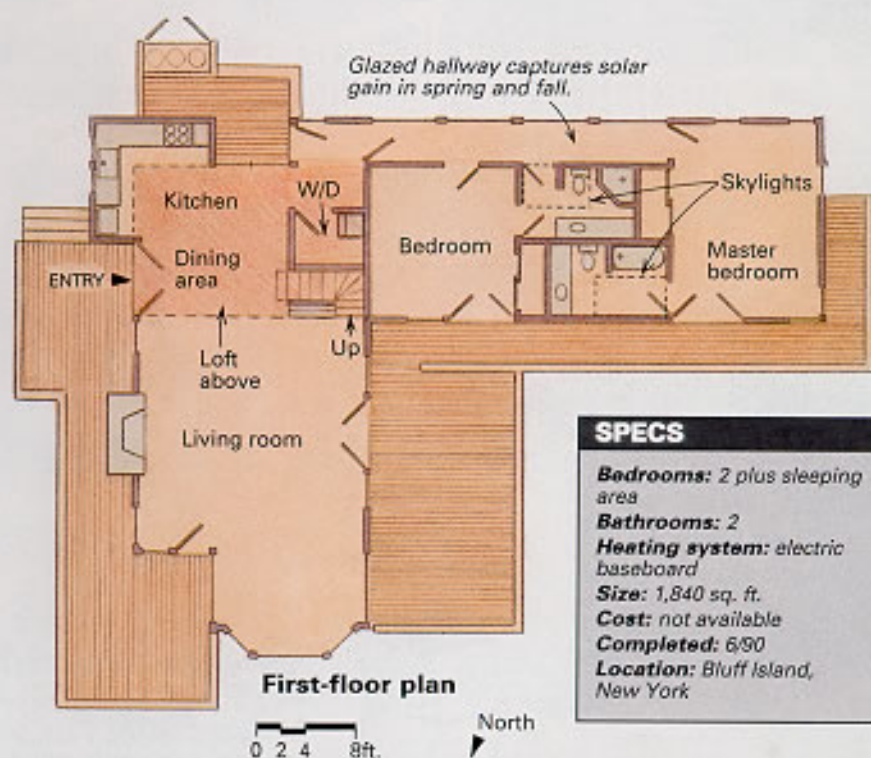 Glazed hallway captures solar
gain in spring and fall.
Kitchen
W/D
Skylights
Bedroom
Master
bedroom
ENTRY
Dining
area
Up
Loft
above
Living room
SPECS
Bedrooms: 2 plus sleeping
area
Bathrooms: 2
Heating system: electric
baseboard
Size: 1,840 sq. ft.
Cost: not available
Completed: 6/90
Location: Bluff Island,
New York
First-floor plan
North
0 2 4 8ft.